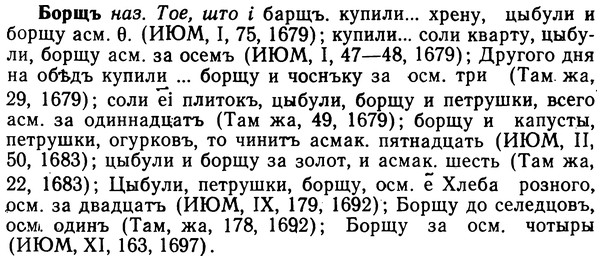 Борщъ наз. Тое, што і барщъ. купили... хрену, цыбули и
борщу асм. θ. (ИЮМ, I, 75, 1679); купили... соли кварту, цыбу-
ли, борщу асм. за осемъ (ИЮМ, I, 47—48, 1679); Другого дня
на обѣдъ купили ... борщу и чоснъку за осм. три (Там. жа,
29, 1679); соли е҃і плитокъ, цыбули, борщу и петрушки, всего
асм. за одиннадцатъ (Там жа, 49, 1679); борщу и капусты,
петрушки, огурковъ, то чинитъ асмак. пятнадцать (ИЮМ, II,
50, 1683); цыбули и борщу за золот, и асмак. шесть (Там жа,
22, 1683); Цыбули, петрушки, борщу, осм. е҃ Хлеба розного,
осм. за двадцатъ (ИЮМ, IX, 179, 1692); Борщу до селедцовъ,
осм. одинъ (Там, жа, 178, 1692); Борщу за осм. чотыры
(ИЮМ, XI, 163, 1697).